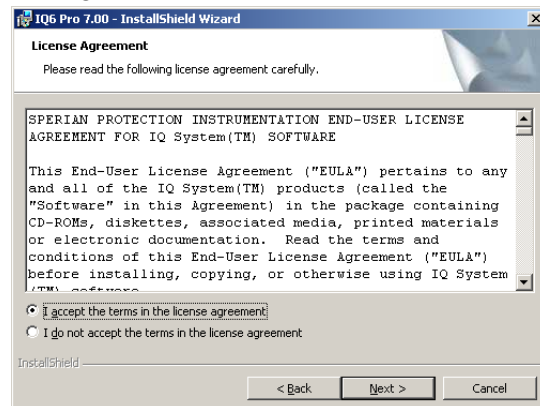 IQ6 Pro 7.00 - InstallShield Wizard
License Agreement
Please read the following license agreement carefully.
SPERIAN PROTECTION INSTRUMENTATION END-USER LICENSE
AGREEMENT FOR IQ System(TM) SOFTWARE
This End-User License Agreement ("EULA") pertains to any
and all of the IQ System(TM) products (called the
"Software" in this Agreement) in the package containing
CD-ROMs, diskettes, associated media, printed materials
or electronic documentation.  Read the terms and
conditions of this End-User License Agreement ("EULA")
before installing, copying, or otherwise using IQ System
(TM) software
I accept the terms in the license agreement
I do not accept the terms in the license agreement
InstallShield
< Back
Next >
Cancel